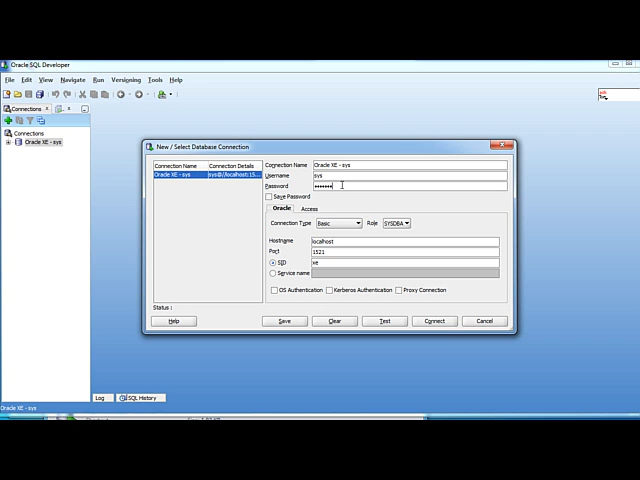 Oracle SQL Developer
File Edit View Navigate Run Versioning Tools Help
Connections
Connections
Oracle XE - sys
New / Select Database Connection
Connection Name Connection Details
Oracle XE - sys sys@//localhost:15...
Connection Name Oracle XE - sys
Username sys
Password •••••••
Save Password
Oracle Access
Connection Type Basic Role SYSDBA
Hostname localhost
Port 1521
SID xe
Service name
OS Authentication Kerberos Authentication Proxy Connection
Status :
Help Save Clear Test Connect Cancel
Log SQL History
Oracle XE - sys